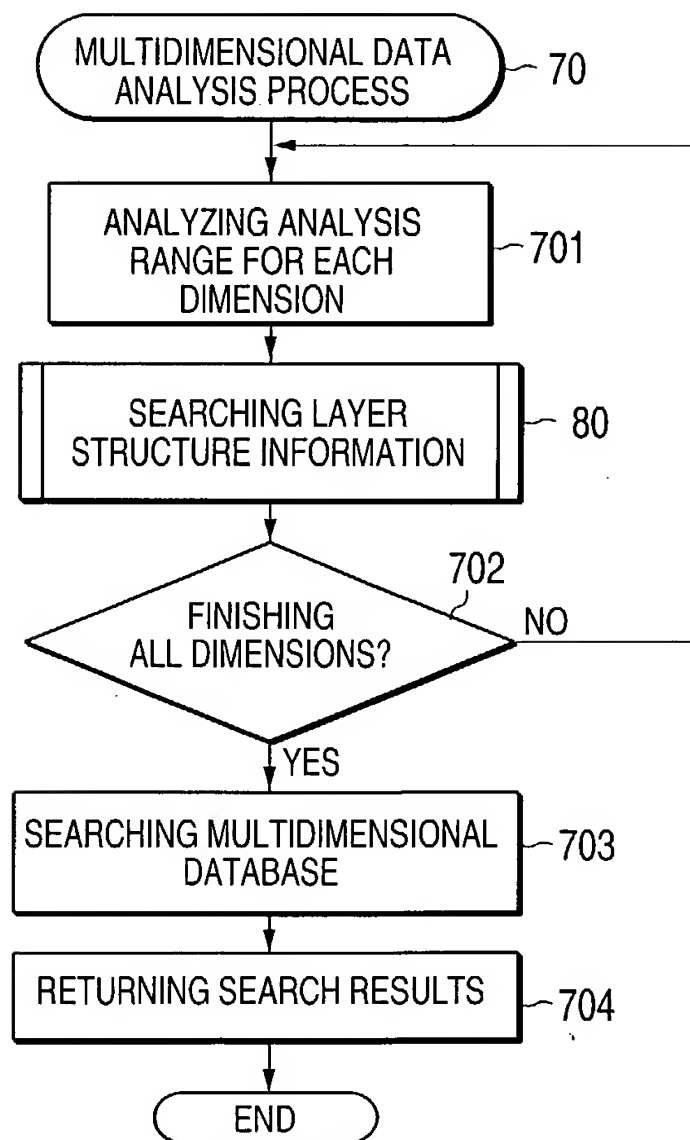 MULTIDIMENSIONAL DATA
ANALYSIS PROCESS
70
ANALYZING ANALYSIS
RANGE FOR EACH
DIMENSION
701
SEARCHING LAYER
STRUCTURE INFORMATION
80
702
FINISHING
ALL DIMENSIONS?
NO
YES
SEARCHING MULTIDIMENSIONAL
DATABASE
703
RETURNING SEARCH RESULTS
704
END